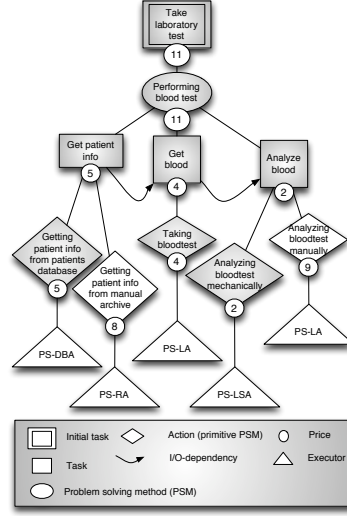 Take
laboratory
test
11
Performing
blood test
11
Get patient
info
5
Get
blood
4
Analyze
blood
2
Getting
patient info
from patients
database
5
Getting
patient info
from manual
archive
8
Taking
bloodtest
4
Analyzing
bloodtest
mechanically
2
Analyzing
bloodtest
manually
9
PS-DBA
PS-RA
PS-LA
PS-LSA
PS-LA
Initial task
Action (primitive PSM)
Price
Task
I/O-dependency
Executor
Problem solving method (PSM)